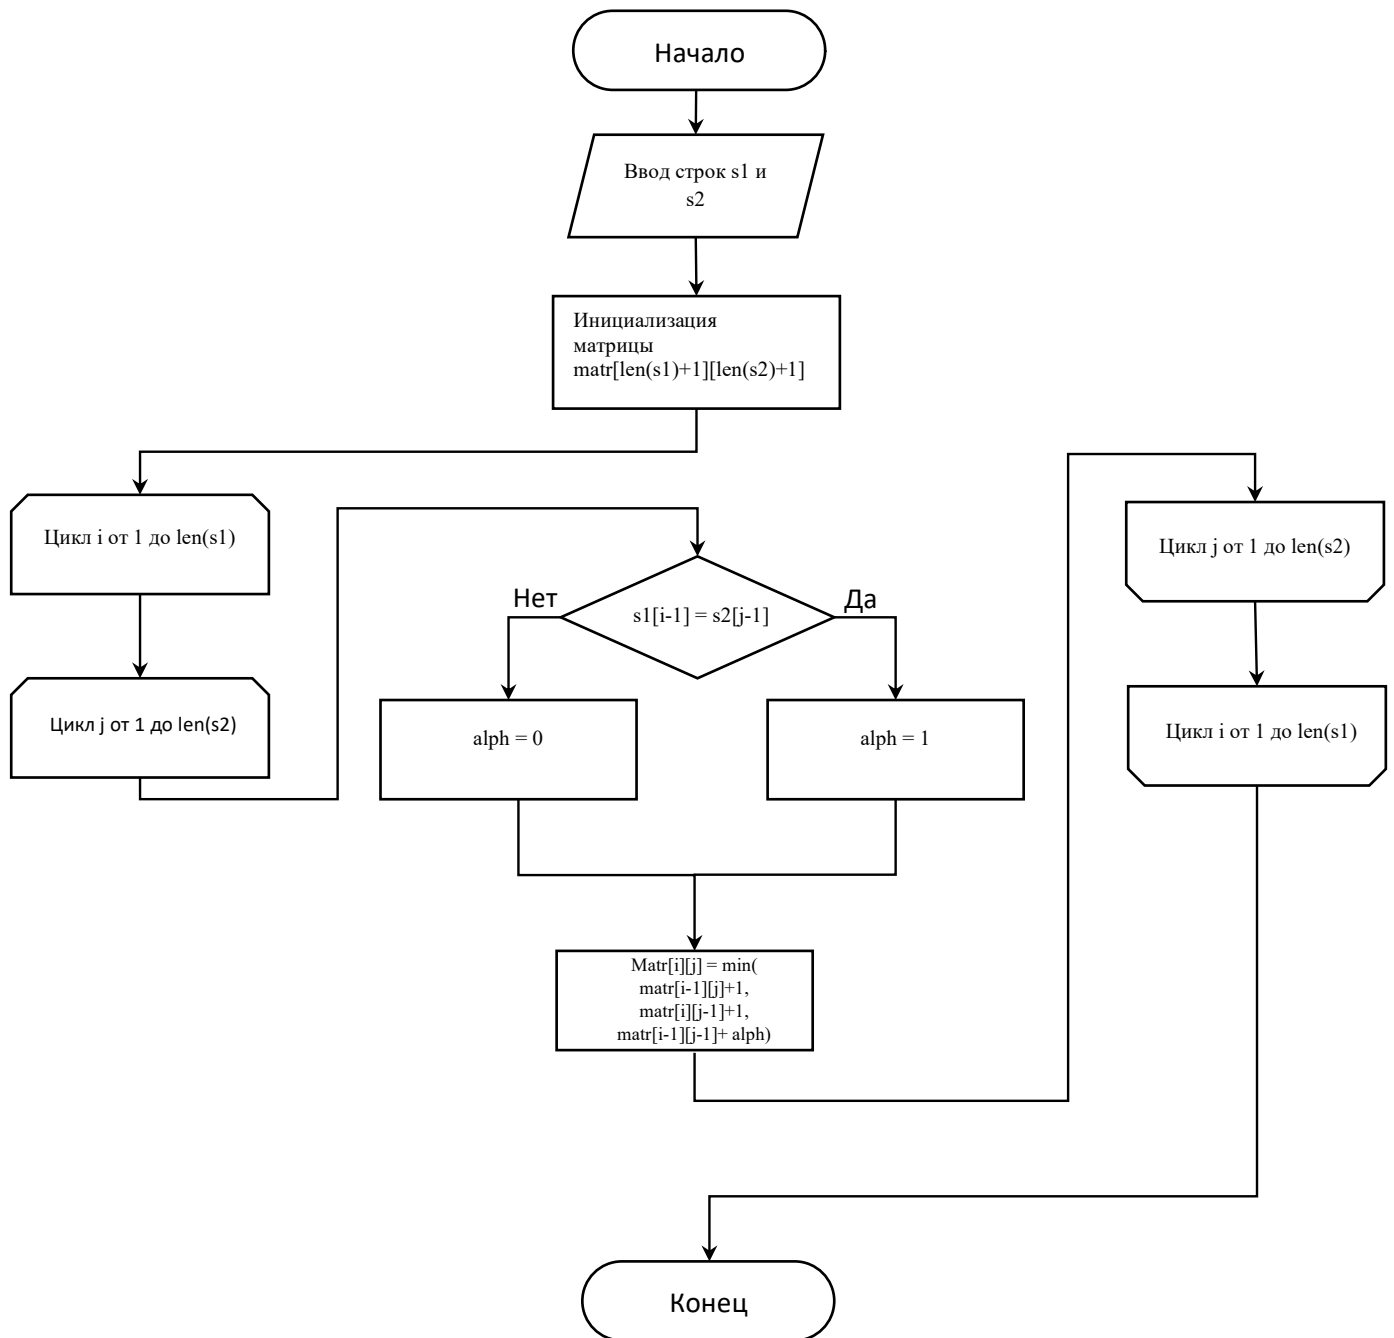 Начало
Ввод строк s1 и
s2
Инициализация
матрицы
matr[len(s1)+1][len(s2)+1]
Цикл i от 1 до len(s1)
Цикл j от 1 до len(s2)
Нет
s1[i-1] = s2[j-1]
Да
alph = 0
alph = 1
Matr[i][j] = min(
matr[i-1][j]+1,
matr[i][j-1]+1,
matr[i-1][j-1]+ alph)
Цикл j от 1 до len(s2)
Цикл i от 1 до len(s1)
Конец